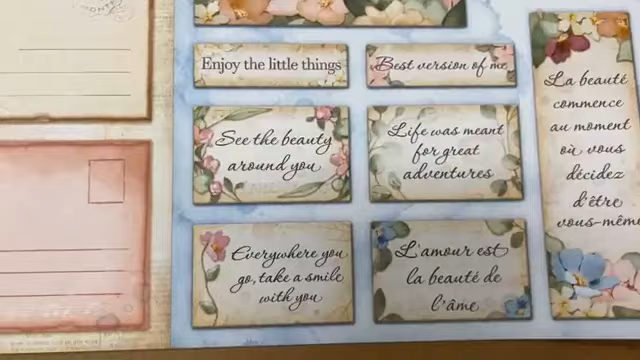 Enjoy the little things
Best version of me
See the beauty
around you
Life was meant
for great
adventures
Everywhere you
go, take a smile
with you
L'amour est
la beauté de
l'âme
La beauté
commence
au moment
où vous
décidez
d'être
vous-même